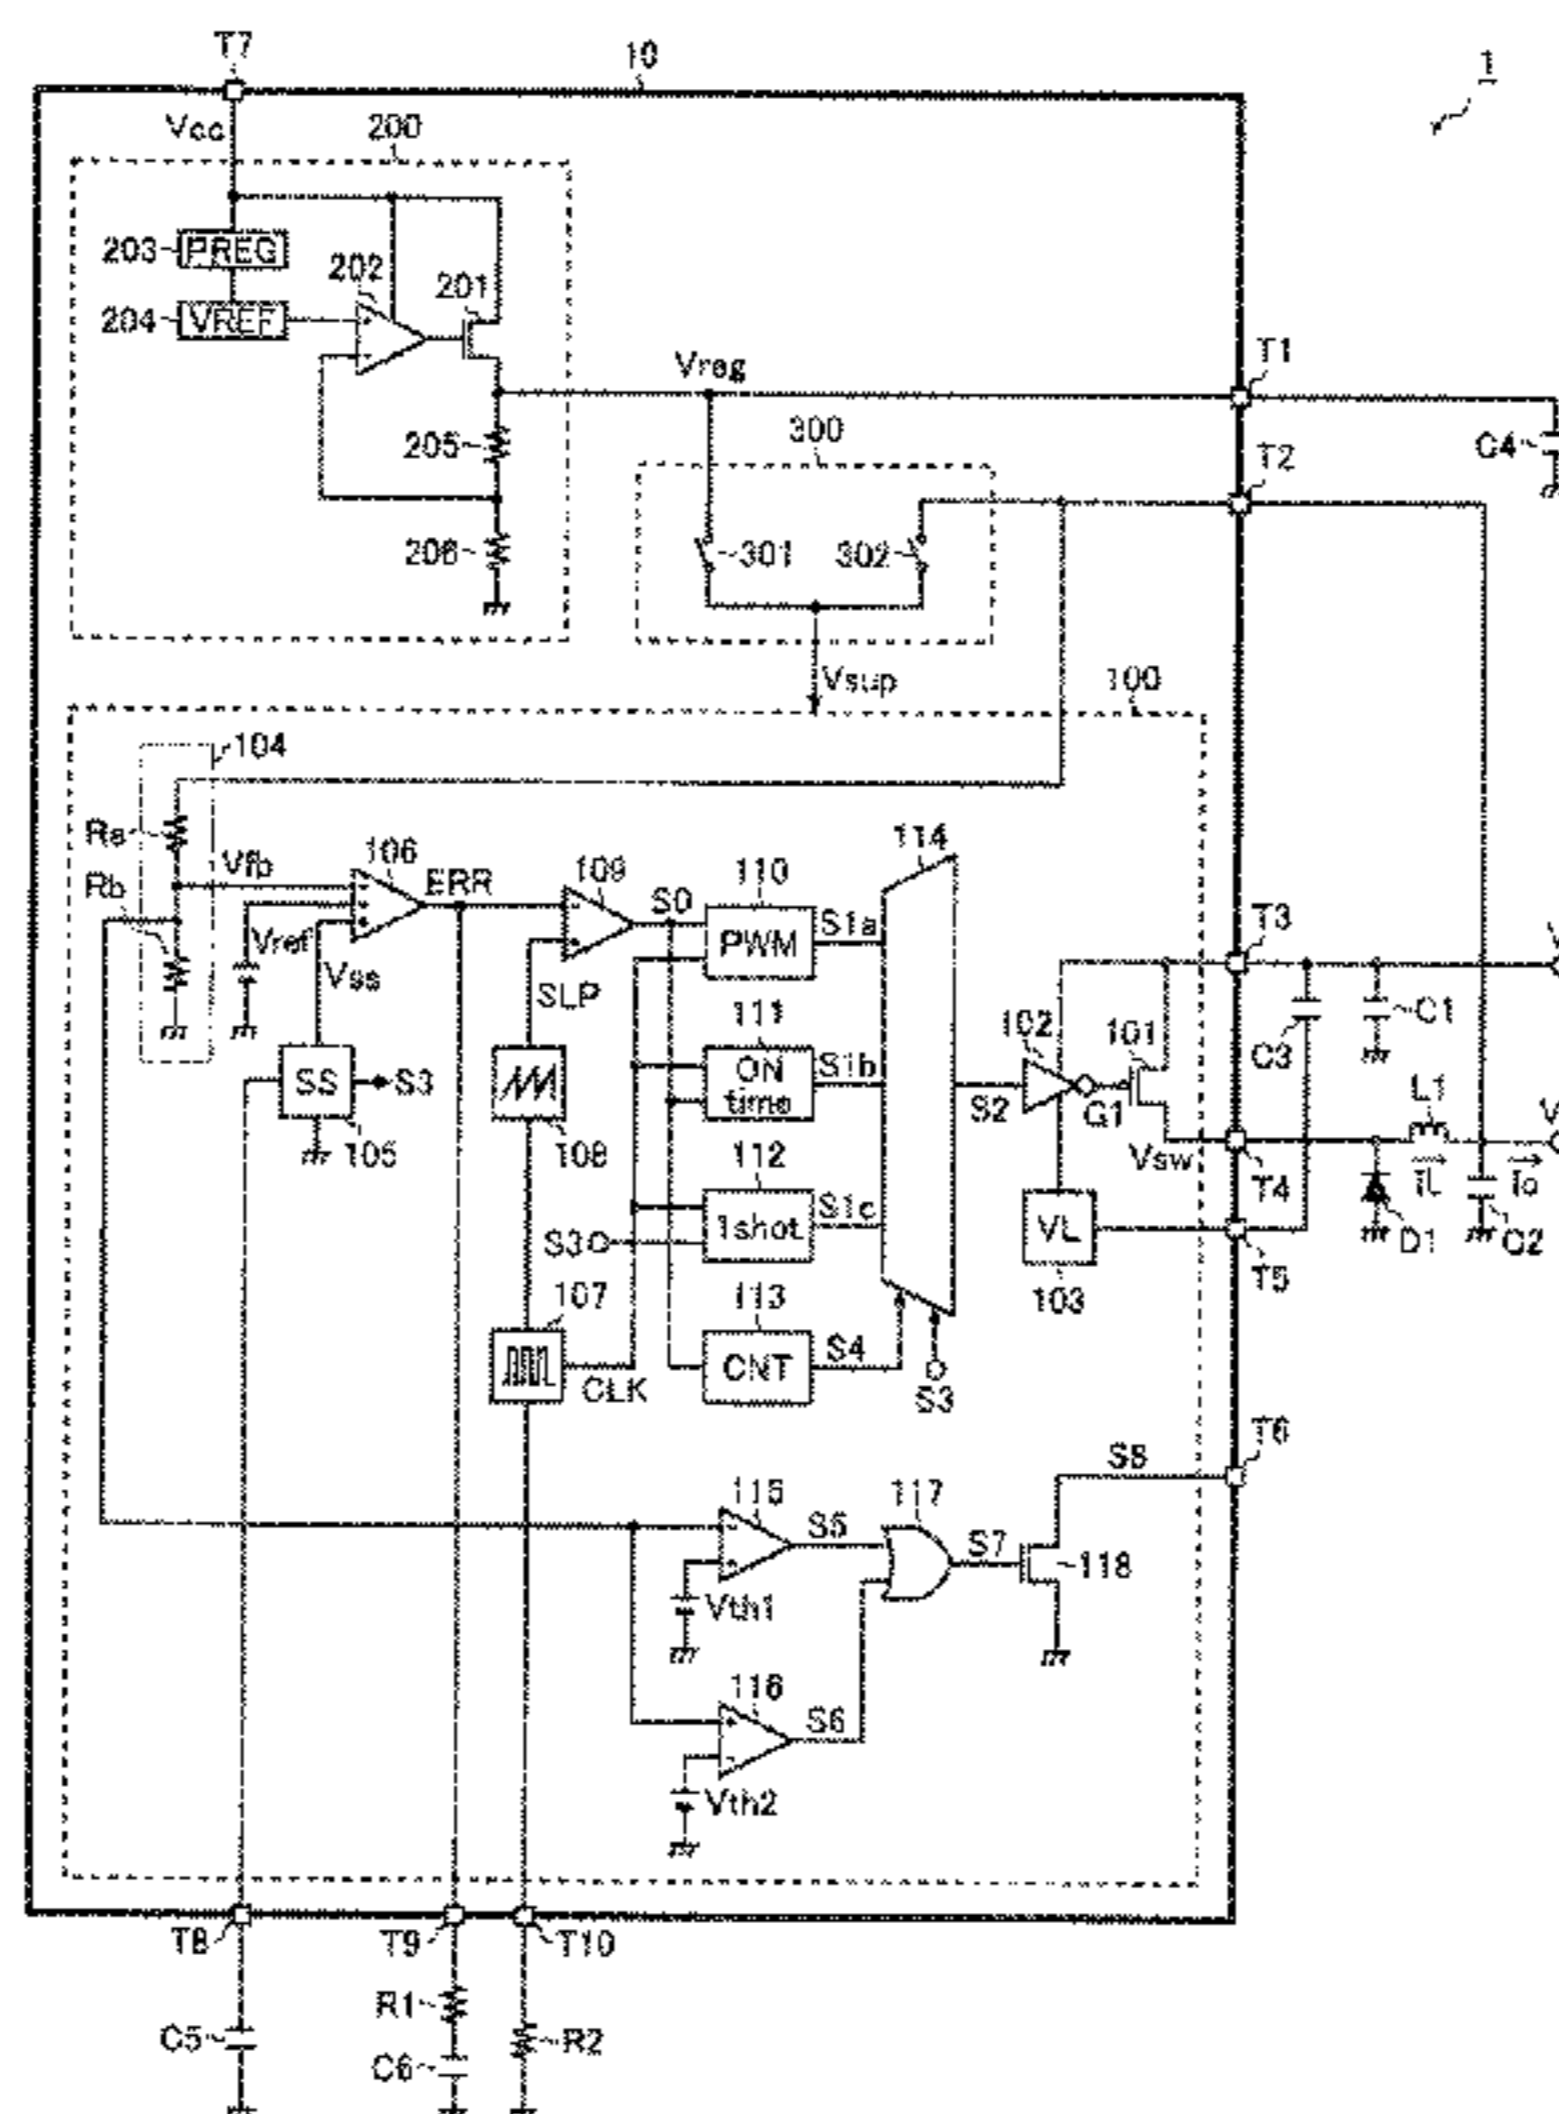 T7
10
1
Vcc
200
203
PREG
202
201
204
VREF
Vreg
T1
205
300
C4
T2
206
301
302
Vsup
100
104
Ra
106
109
114
Vfb
ERR
110
Rb
S0
S1a
T3
Vref
PWM
Vss
SLP
111
102
101
C1
ON
time
S1b
C3
SS
S3
S2
G1
L1
105
108
112
Vsw
T4
iL
Io
1shot
S1c
VL
D1
C2
S3
T5
107
113
103
CNT
S4
CLK
S3
T6
S8
115
117
S5
S7
118
Vth1
116
S6
Vth2
T8
T9
T10
R1
C5
R2
C6